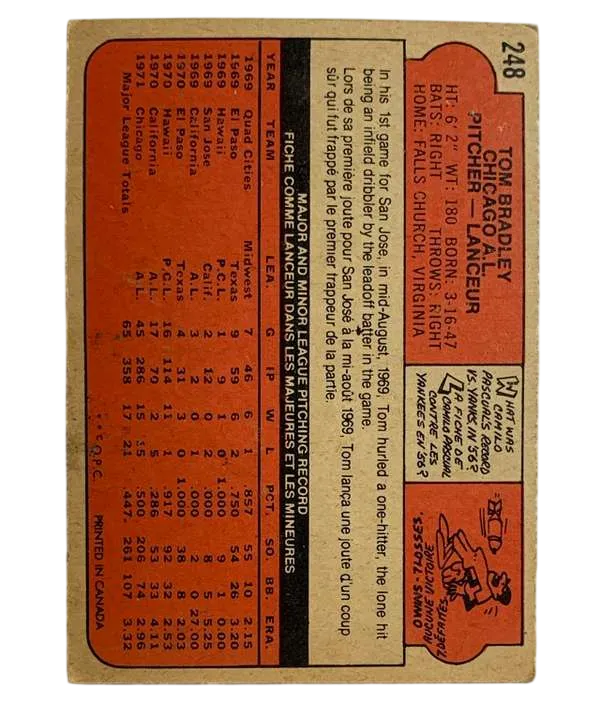 248
TOM BRADLEY
CHICAGO A.L.
PITCHER — LANCEUR
HT: 6'2" WT: 180 BORN: 3-16-47
BATS: RIGHT THROWS: RIGHT
HOME: FALLS CHURCH, VIRGINIA
WHAT WAS
CAMILO
PASCUAL'S RECORD
VS. YANKS IN '56?
LA FICHE DE
CAMILO PASCUAL
CONTRE LES
YANKEES EN '56?
AUCUNE VICTOIRE
In his 1st game for San Jose, in mid-August, 1969, Tom hurled a one-hitter, the lone hit
being an infield dribbler by the leadoff batter in the game.
Lors de sa première joute pour San José à la mi-août 1969, Tom lança une joute d'un coup
sûr qui fut frappé par le premier frappeur de la partie.
MAJOR AND MINOR LEAGUE PITCHING RECORD
FICHE COMME LANCEUR DANS LES MAJEURES ET LES MINEURES
YEAR TEAM LEA. G IP W L PCT. SO. BB. ERA.
1969 Quad Cities Midwest 7 46 6 1 .857 55 10 2.15
1969- El Paso Texas 9 59 6 2 .750 54 26 3.20
1969 Hawaii P.C.L. 1 9 1 0 1.000 9 1 0.00
1969 San Jose Calif. 2 12 0 2 .000 8 5 5.25
1969 California A.L. 3 2 0 1 .000 2 0 27.00
1970 El Paso Texas 4 31 3 0 1.000 38 8
1970 Hawaii P.C.L. 16 114 11 1 .917 92 33
1970 California A.L. 17 70 2 5 .286 53 33 4.11
1971 Chicago A.L. 45 286 15 15 .500 206 74 2.96
Major League Totals 65 358 17 21 .447 261 107 3.32
O.P.C. PRINTED IN CANADA